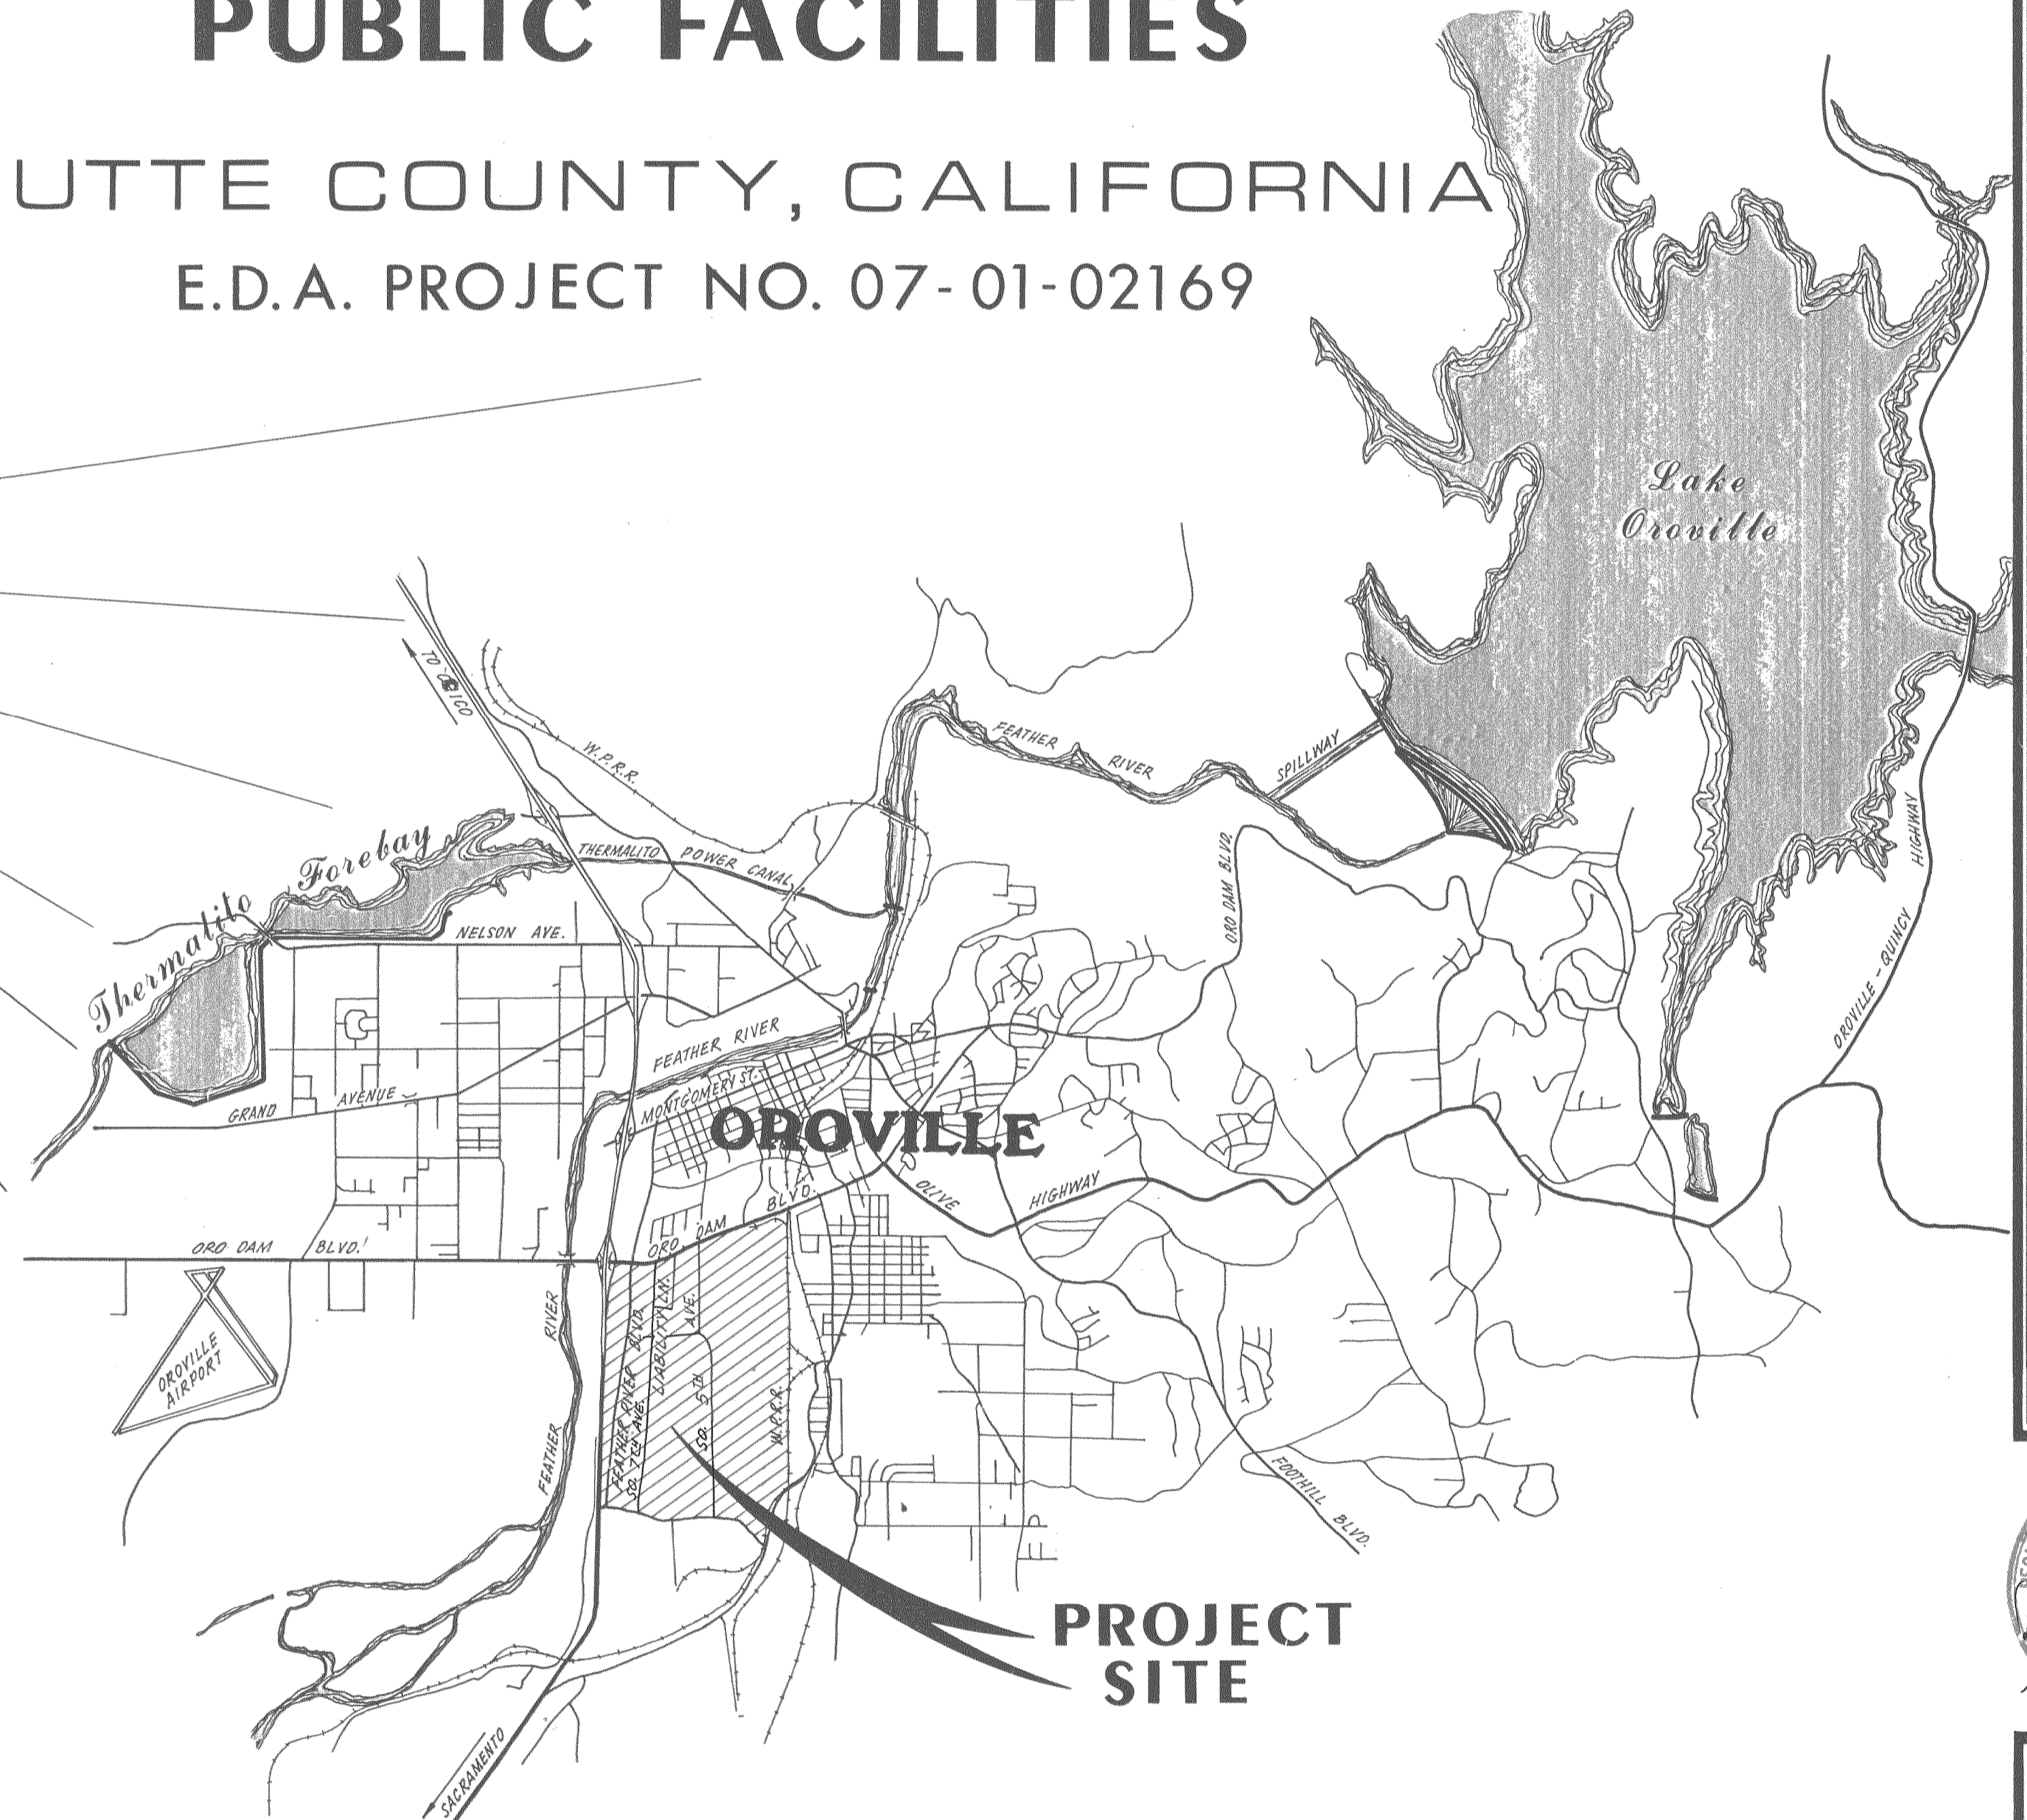 PUBLIC FACILITIES
UTTE COUNTY, CALIFORNIA
E.D.A. PROJECT NO. 07-01-02169
Lake
Oroville
TO CHICO
W.P.R.R.
FEATHER RIVER
SPILLWAY
ORO DAM BLVD.
OROVILLE - QUINCY HIGHWAY
Thermalito Forebay
THERMALITO POWER CANAL
NELSON AVE.
FEATHER RIVER
MONTGOMERY ST.
GRAND AVENUE
OROVILLE
OLIVE HIGHWAY
ORO DAM BLVD.
ORO DAM BLVD.
OROVILLE
AIRPORT
FEATHER RIVER
FEATHER RIVER BLVD.
SO. 7TH AVE.
LIABILITY LN.
SO. 5TH AVE.
W.P.R.R.
FOOTHILL BLVD.
PROJECT
SITE
SACRAMENTO